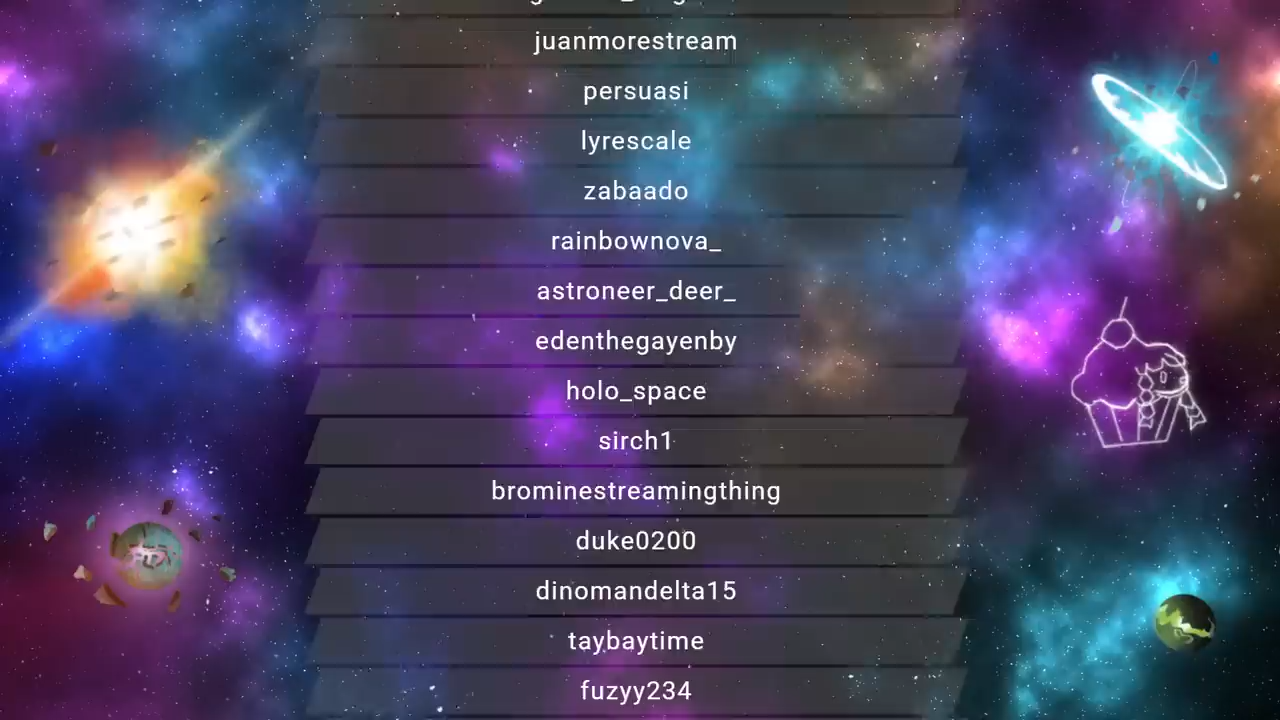 juanmorestream
persuasi
lyrescale
zabaado
rainbownova_
astroneer_deer_
edenthegayenby
holo_space
sirch1
brominestreamingthing
duke0200
dinomandelta15
taybaytime
fuzyy234